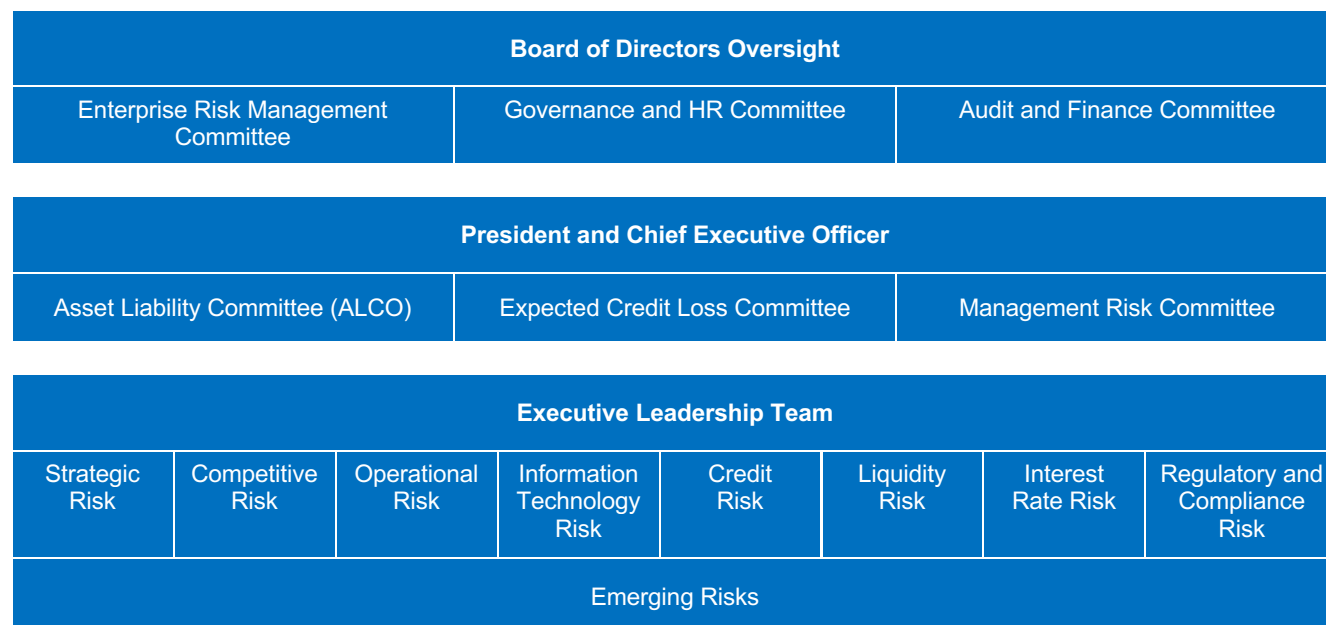 Board of Directors Oversight
Enterprise Risk Management
Committee
Governance and HR Committee
Audit and Finance Committee
President and Chief Executive Officer
Asset Liability Committee (ALCO)
Expected Credit Loss Committee
Management Risk Committee
Executive Leadership Team
Strategic
Risk
Competitive
Risk
Operational
Risk
Information
Technology
Risk
Credit
Risk
Liquidity
Risk
Interest
Rate Risk
Regulatory and
Compliance
Risk
Emerging Risks